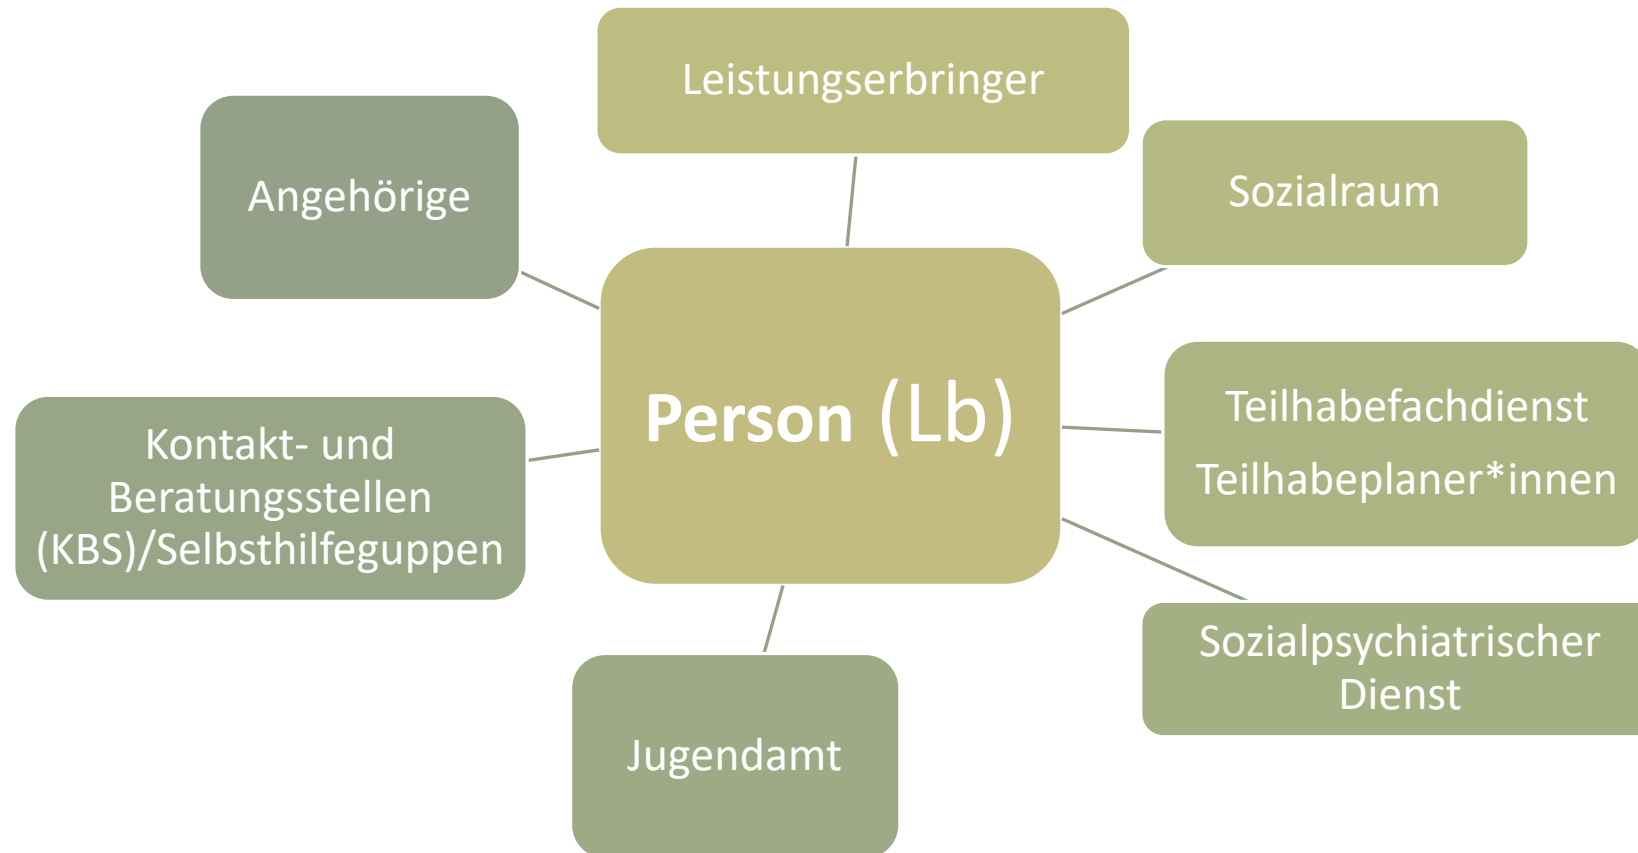 Leistungserbringer
Sozialraum
Angehörige
Person (Lb)
Teilhabefachdienst
Teilhabeplaner*innen
Kontakt- und
Beratungsstellen
(KBS)/Selbsthilfeguppen
Sozialpsychiatrischer
Dienst
Jugendamt